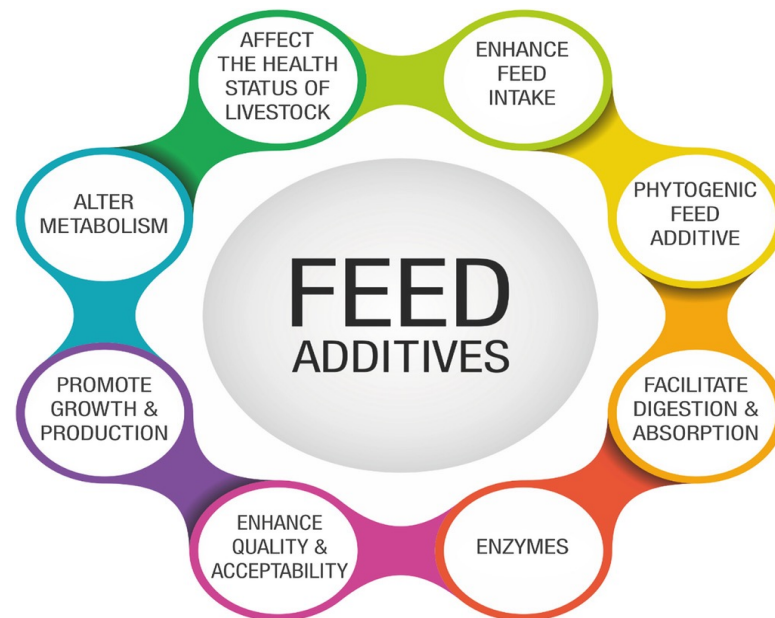 AFFECT
THE HEALTH
STATUS OF
LIVESTOCK
ENHANCE
FEED
INTAKE
ALTER
METABOLISM
PHYTOGENIC
FEED
ADDITIVE
FEED
ADDITIVES
PROMOTE
GROWTH &
PRODUCTION
FACILITATE
DIGESTION &
ABSORPTION
ENHANCE
QUALITY &
ACCEPTABILITY
ENZYMES